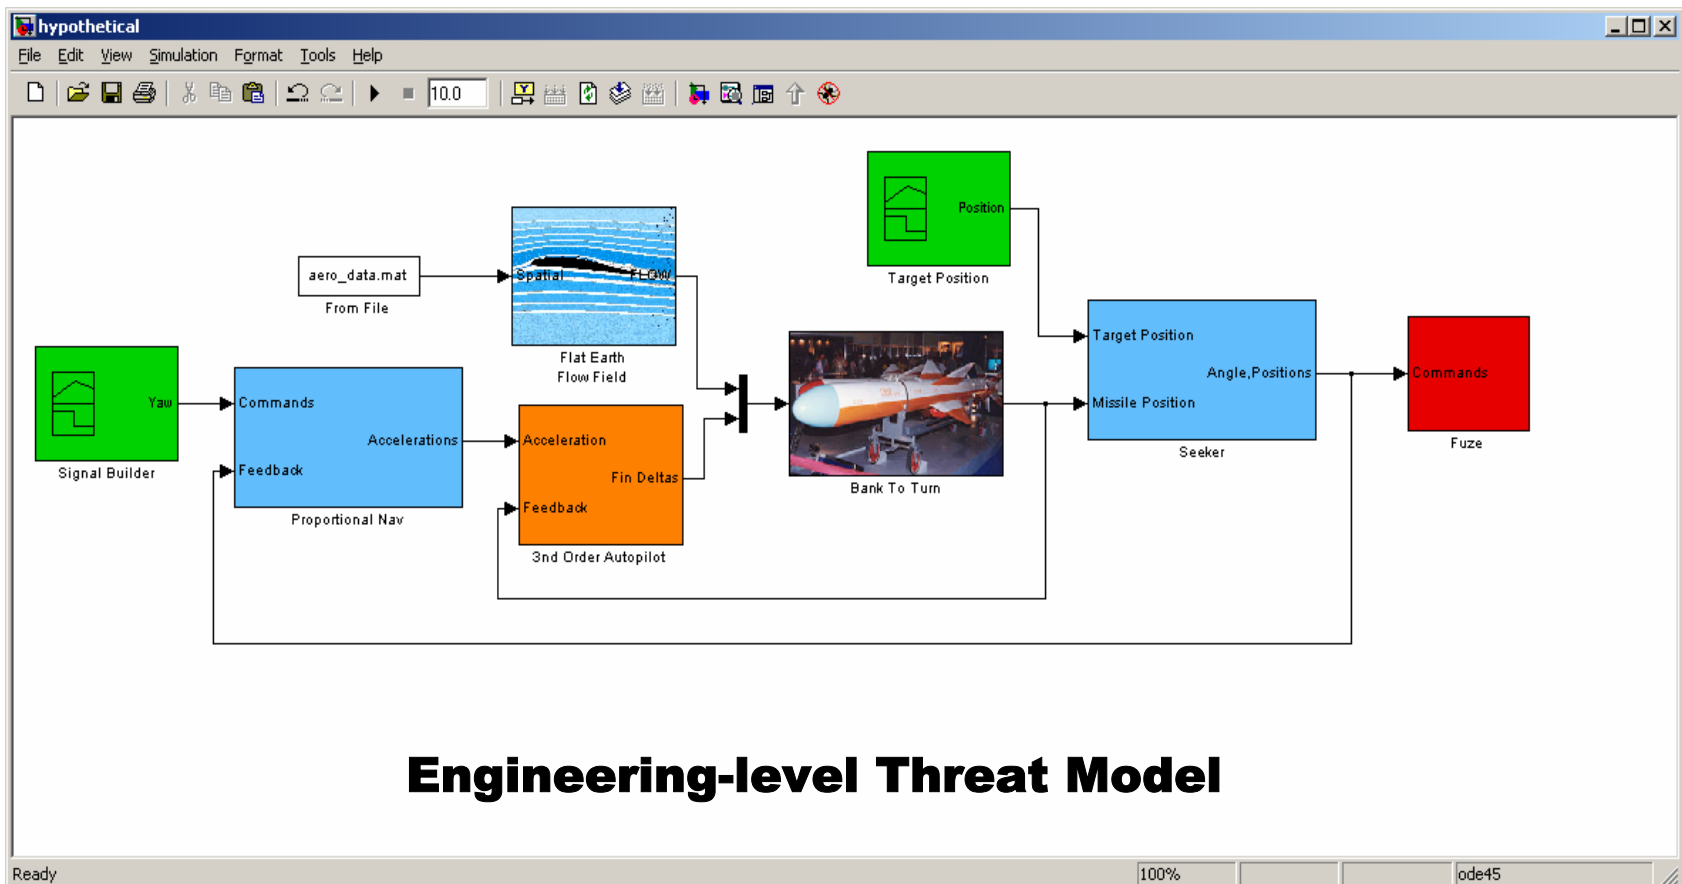 hypothetical
File Edit View Simulation Format Tools Help
10.0
Position
Target Position
aero_data.mat
From File
Spatial FLOW
Flat Earth
Flow Field
Yaw
Signal Builder
Commands
Accelerations
Feedback
Proportional Nav
Acceleration
Fin Deltas
Feedback
3nd Order Autopilot
Bank To Turn
Target Position
Angle,Positions
Missile Position
Seeker
Commands
Fuze
Engineering-level Threat Model
Ready 100% ode45